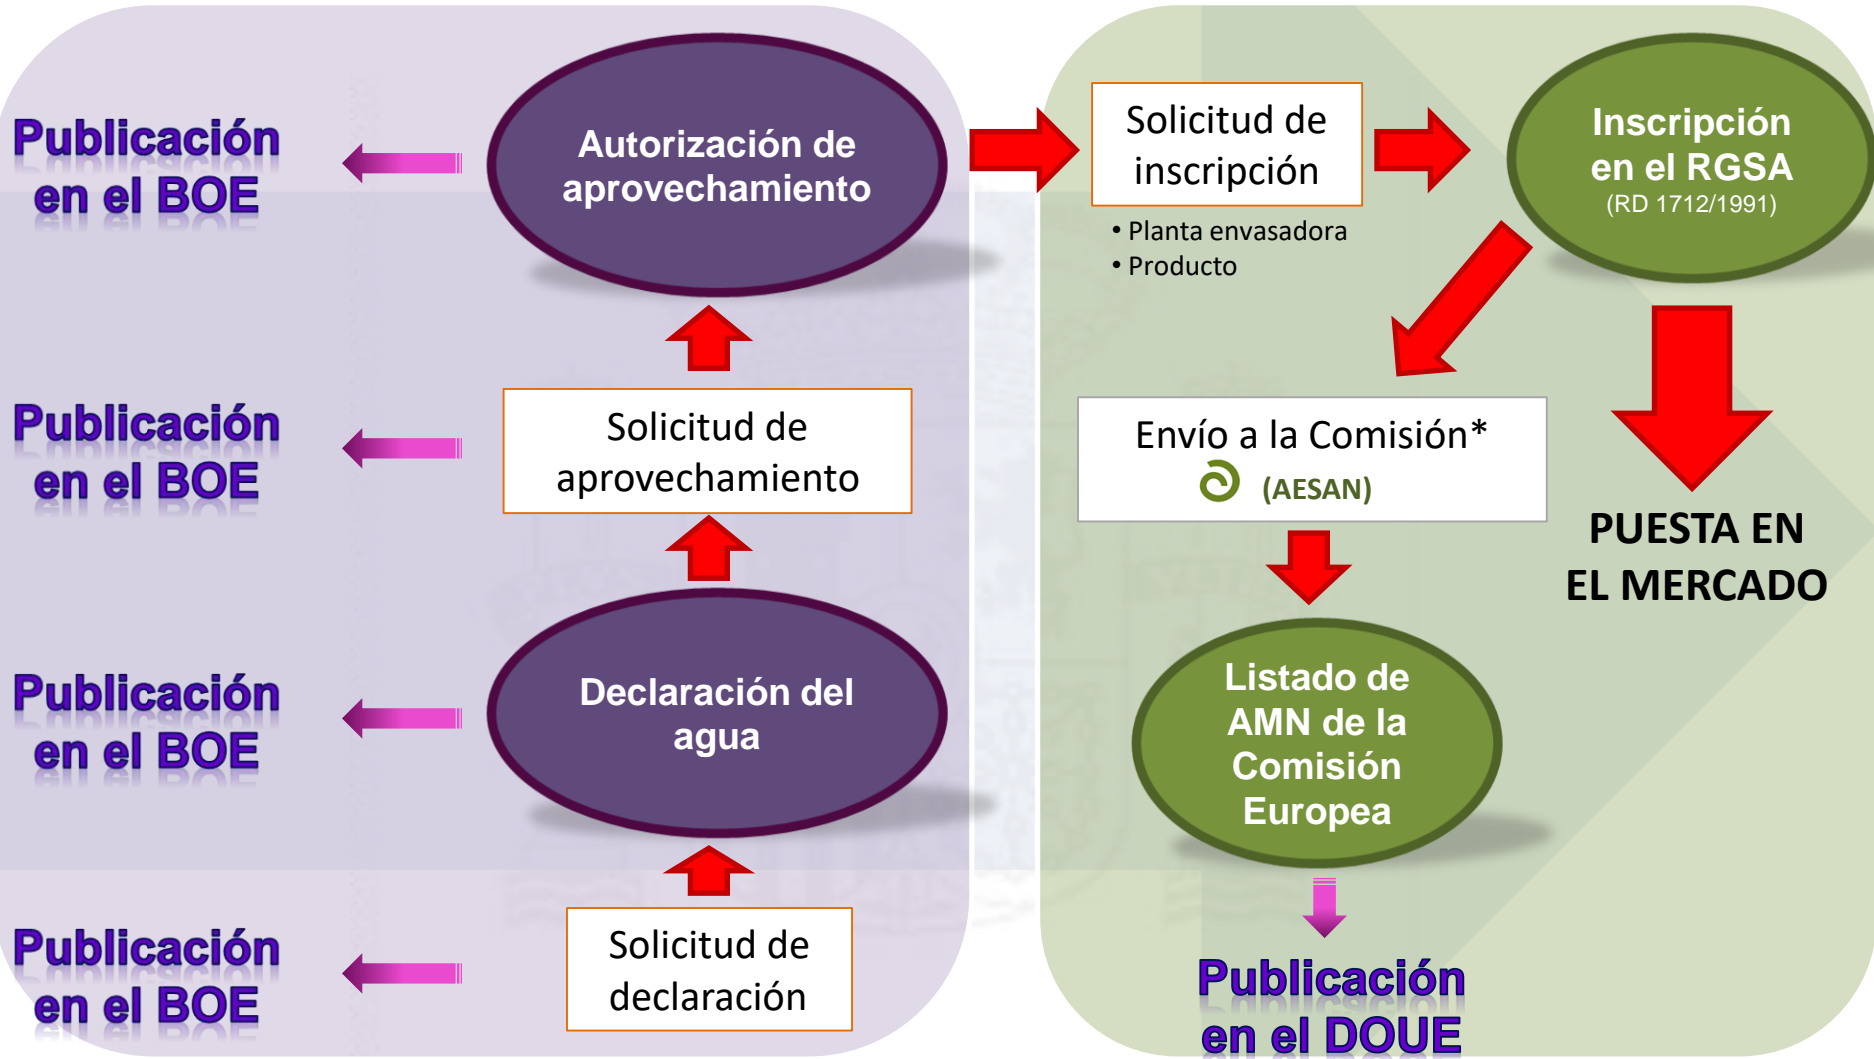 Publicación
en el BOE
Autorización de
aprovechamiento
Publicación
en el BOE
Solicitud de
aprovechamiento
Publicación
en el BOE
Declaración del
agua
Publicación
en el BOE
Solicitud de
declaración
Solicitud de
inscripción
• Planta envasadora
• Producto
Inscripción
en el RGSA
(RD 1712/1991)
Envío a la Comisión*
(AESAN)
PUESTA EN
EL MERCADO
Listado de
AMN de la
Comisión
Europea
Publicación
en el DOUE